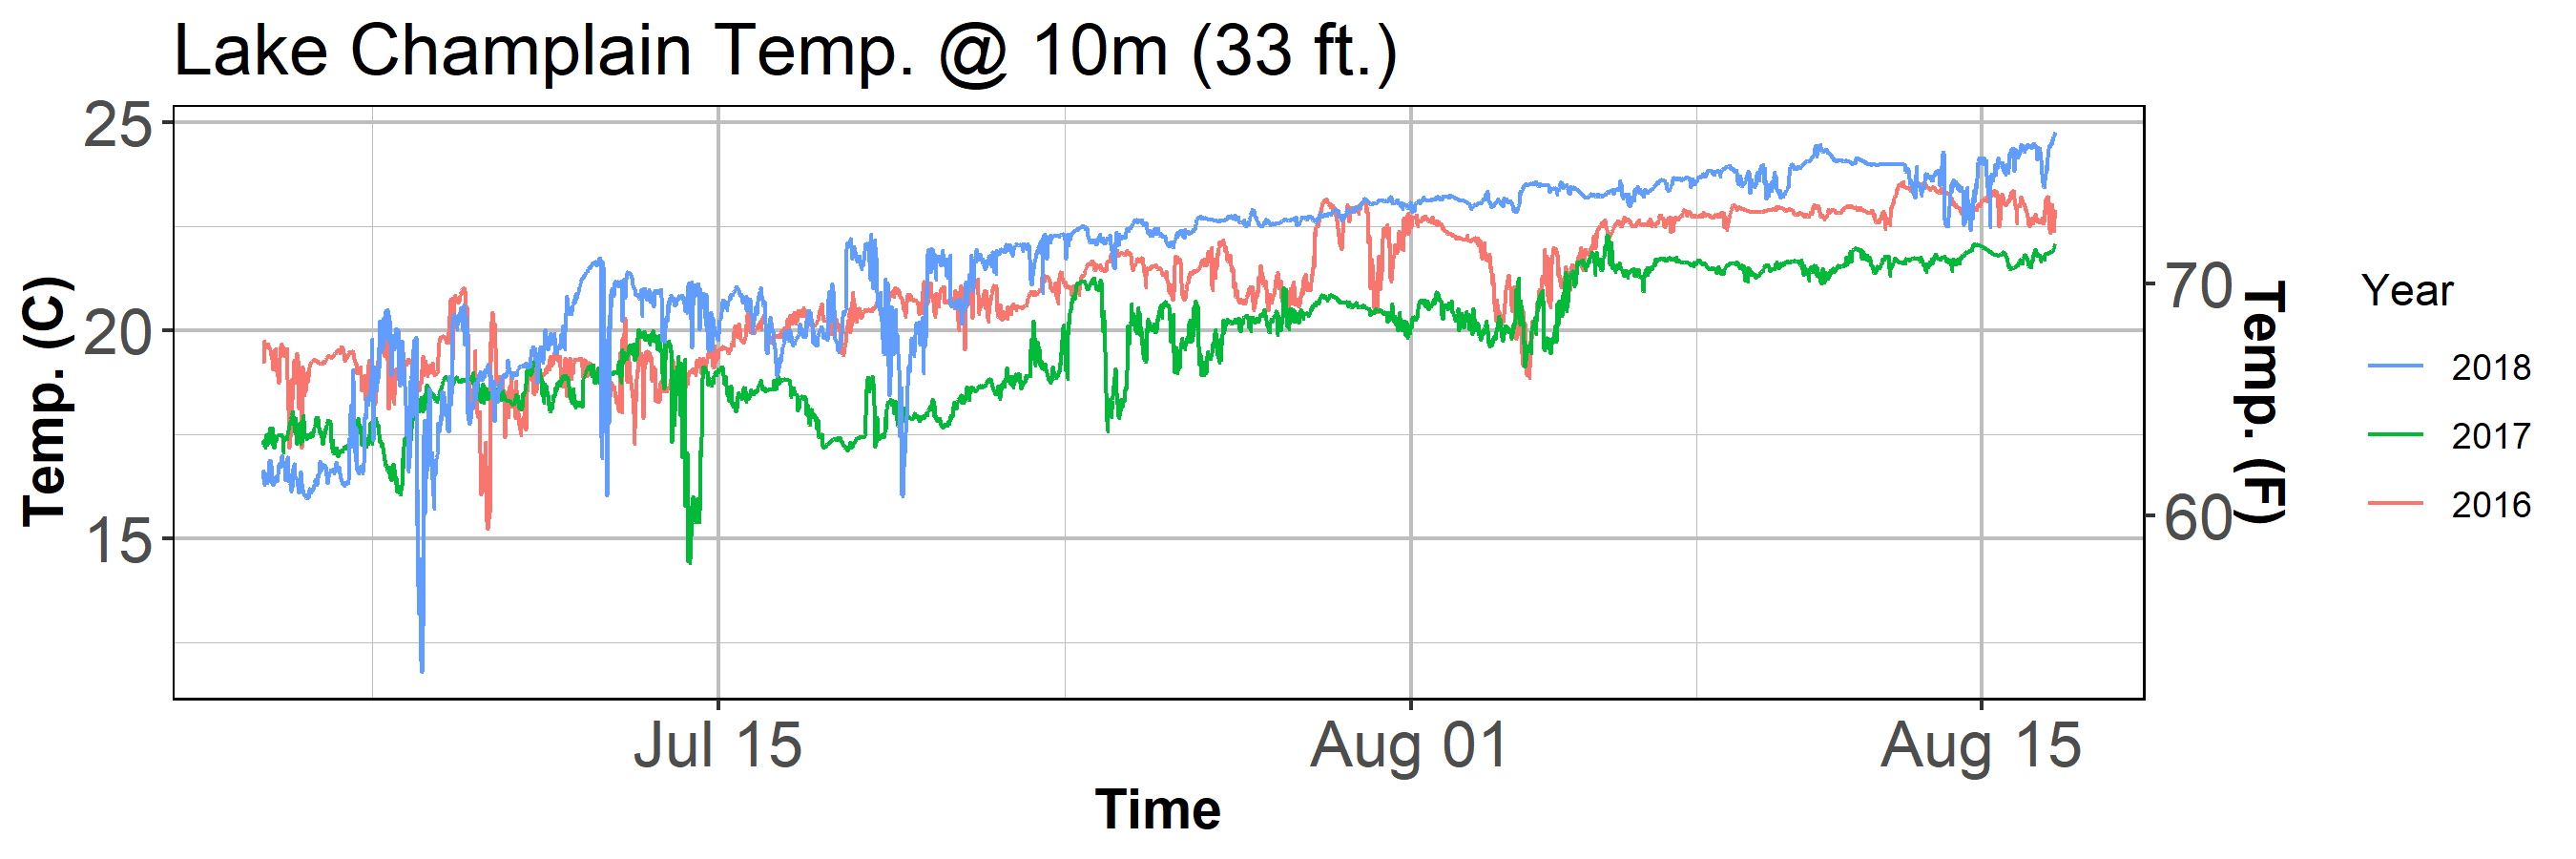 Lake Champlain Temp. @ 10m (33 ft.)
25
20
15
Temp. (C)
70
60
Temp. (F)
Jul 15
Aug 01
Aug 15
Time
Year
2018
2017
2016